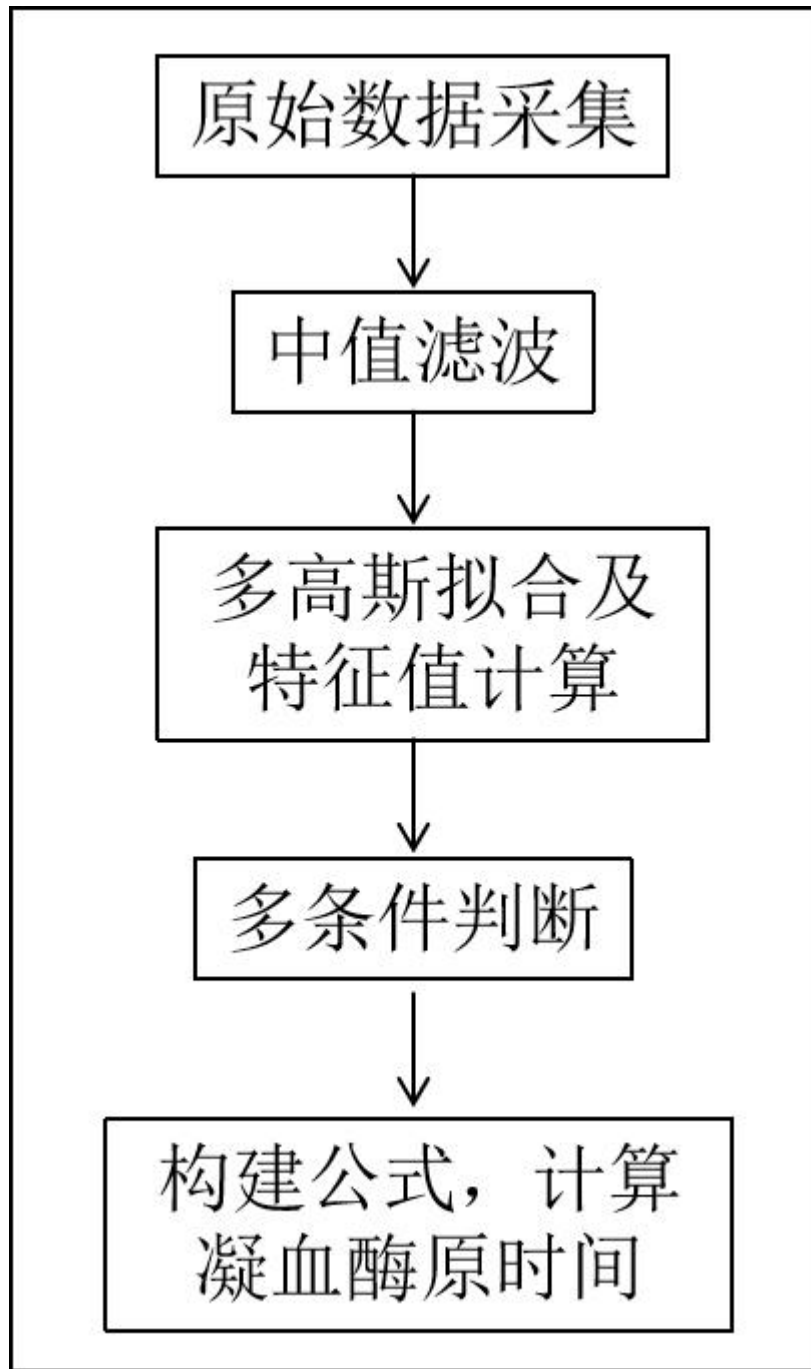 原始数据采集
中值滤波
多高斯拟合及
特征值计算
多条件判断
构建公式，计算
凝血酶原时间